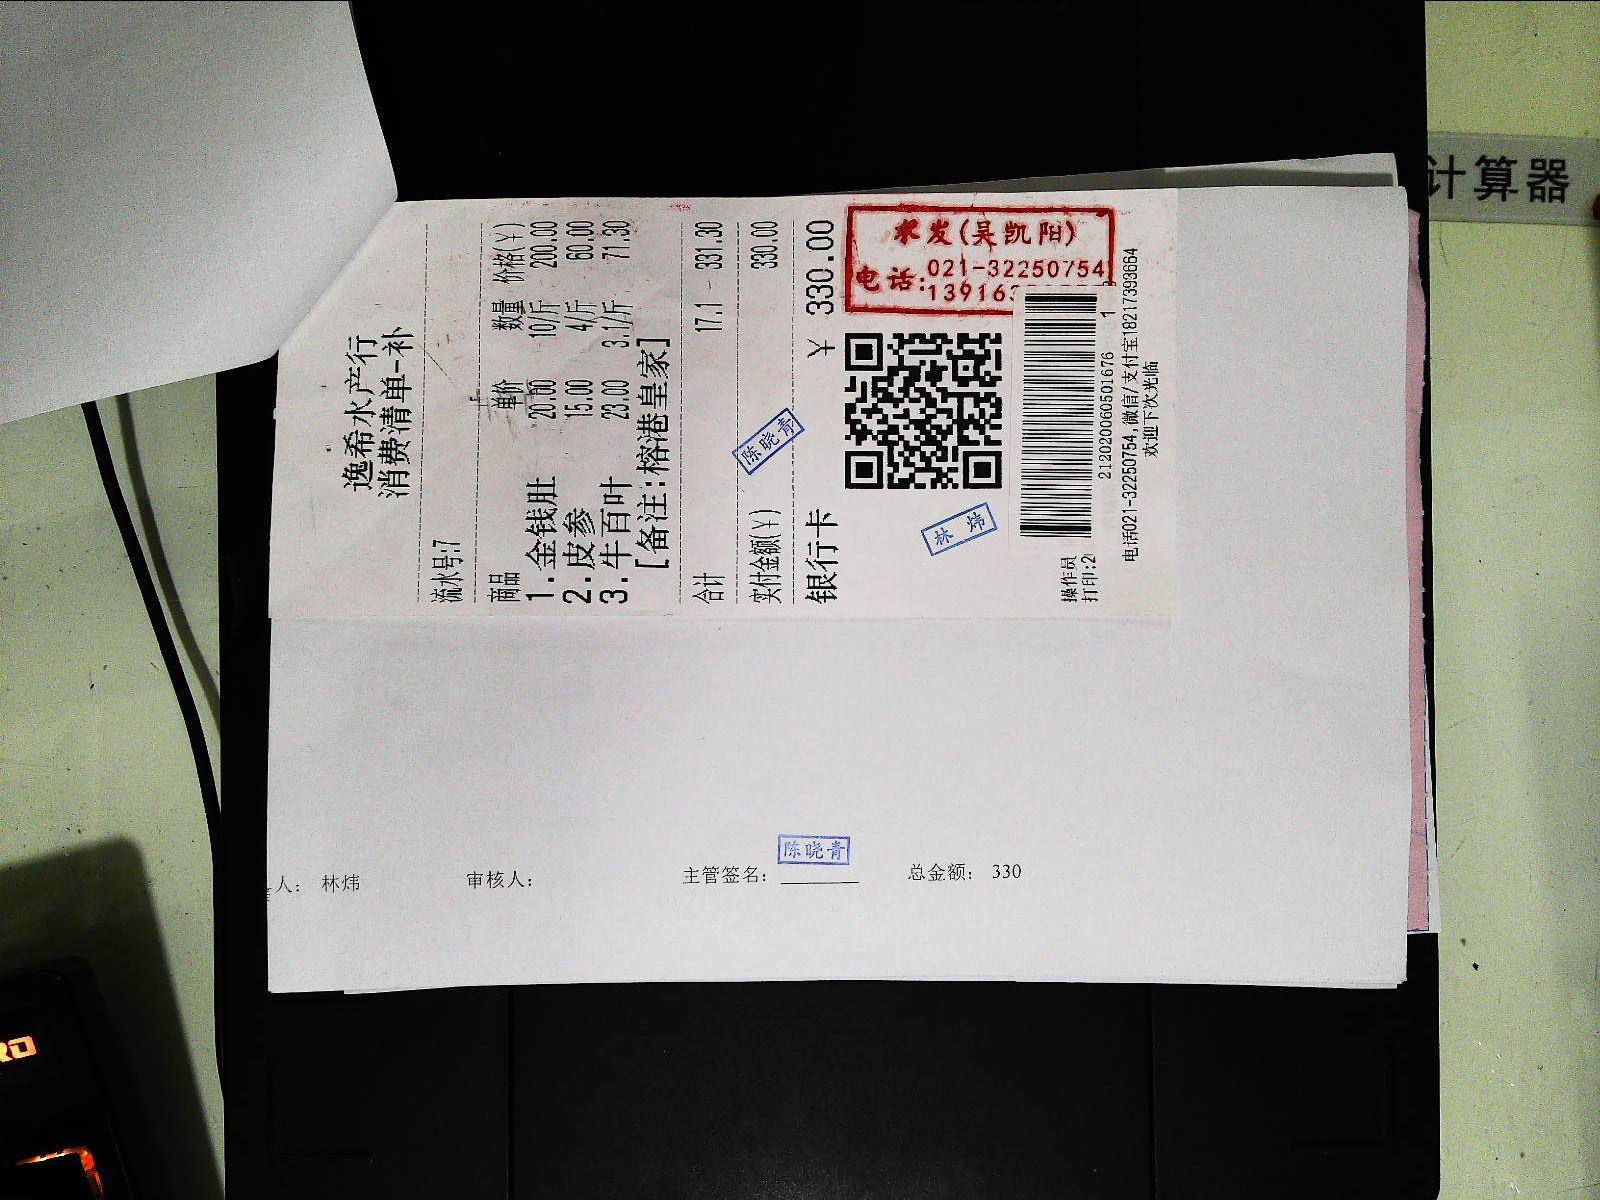 逸希水产行
消费清单-补
流水号:7
商品 单价 数量 价格(¥)
1.金钱肚 20.00 10/斤 200.00
2.皮参 15.00 4/斤 60.00
3.牛百叶 23.00 3.1/斤 71.30
[备注:榕港皇家]
合计 17.1 331.30
实付金额(¥) 330.00
银行卡 330.00
水发(吴凯阳)
电话:021-32250754
13916
陈晓青
林炜
212020060501676 1
操作员
打印:2
电话021-32250754,微信/支付宝18217393664
欢迎下次光临
人: 林炜 审核人: 主管签名: 陈晓青 总金额: 330
计算器
RO